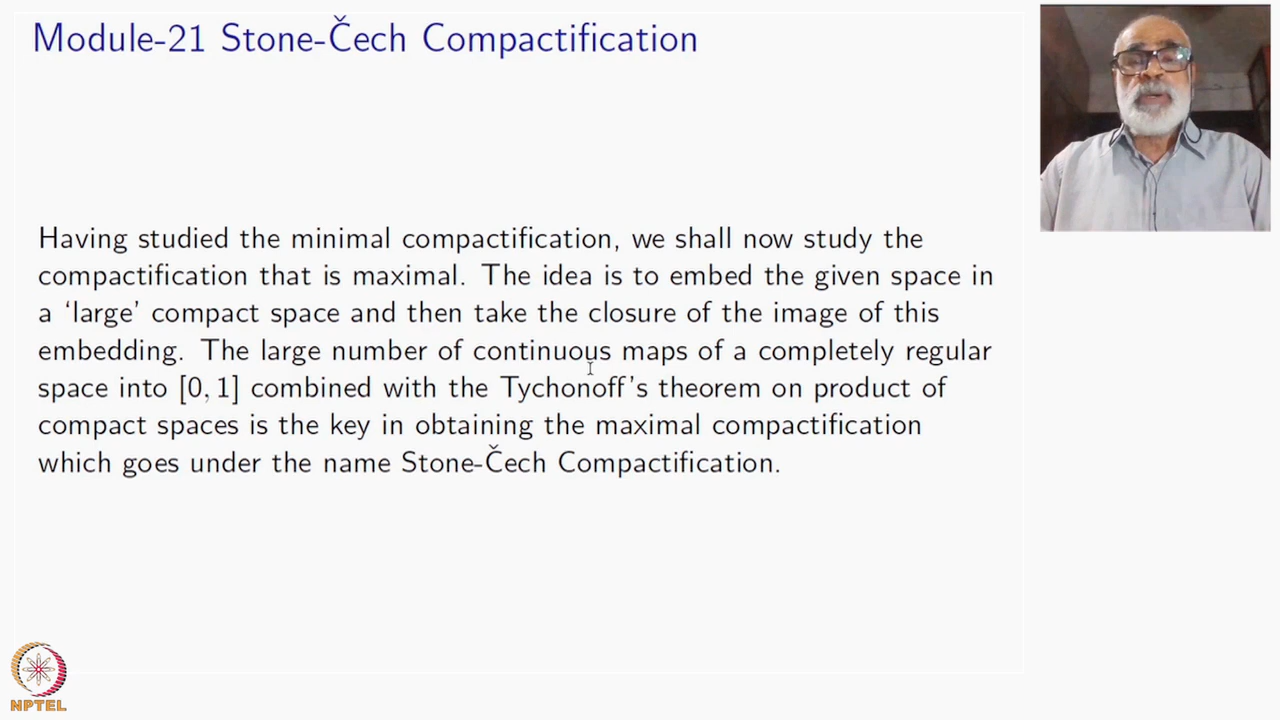 Module-21 Stone-Čech Compactification
Having studied the minimal compactification, we shall now study the
compactification that is maximal. The idea is to embed the given space in
a ‘large’ compact space and then take the closure of the image of this
embedding. The large number of continuous maps of a completely regular
space into [0, 1] combined with the Tychonoff’s theorem on product of
compact spaces is the key in obtaining the maximal compactification
which goes under the name Stone-Čech Compactification.
NPTEL